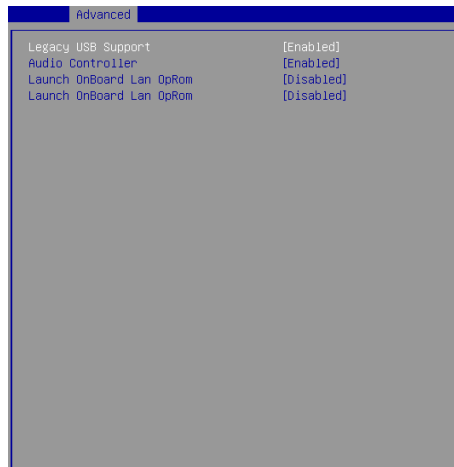 Advanced
Legacy USB Support [Enabled]
Audio Controller [Enabled]
Launch OnBoard Lan OpRom [Disabled]
Launch OnBoard Lan OpRom [Disabled]